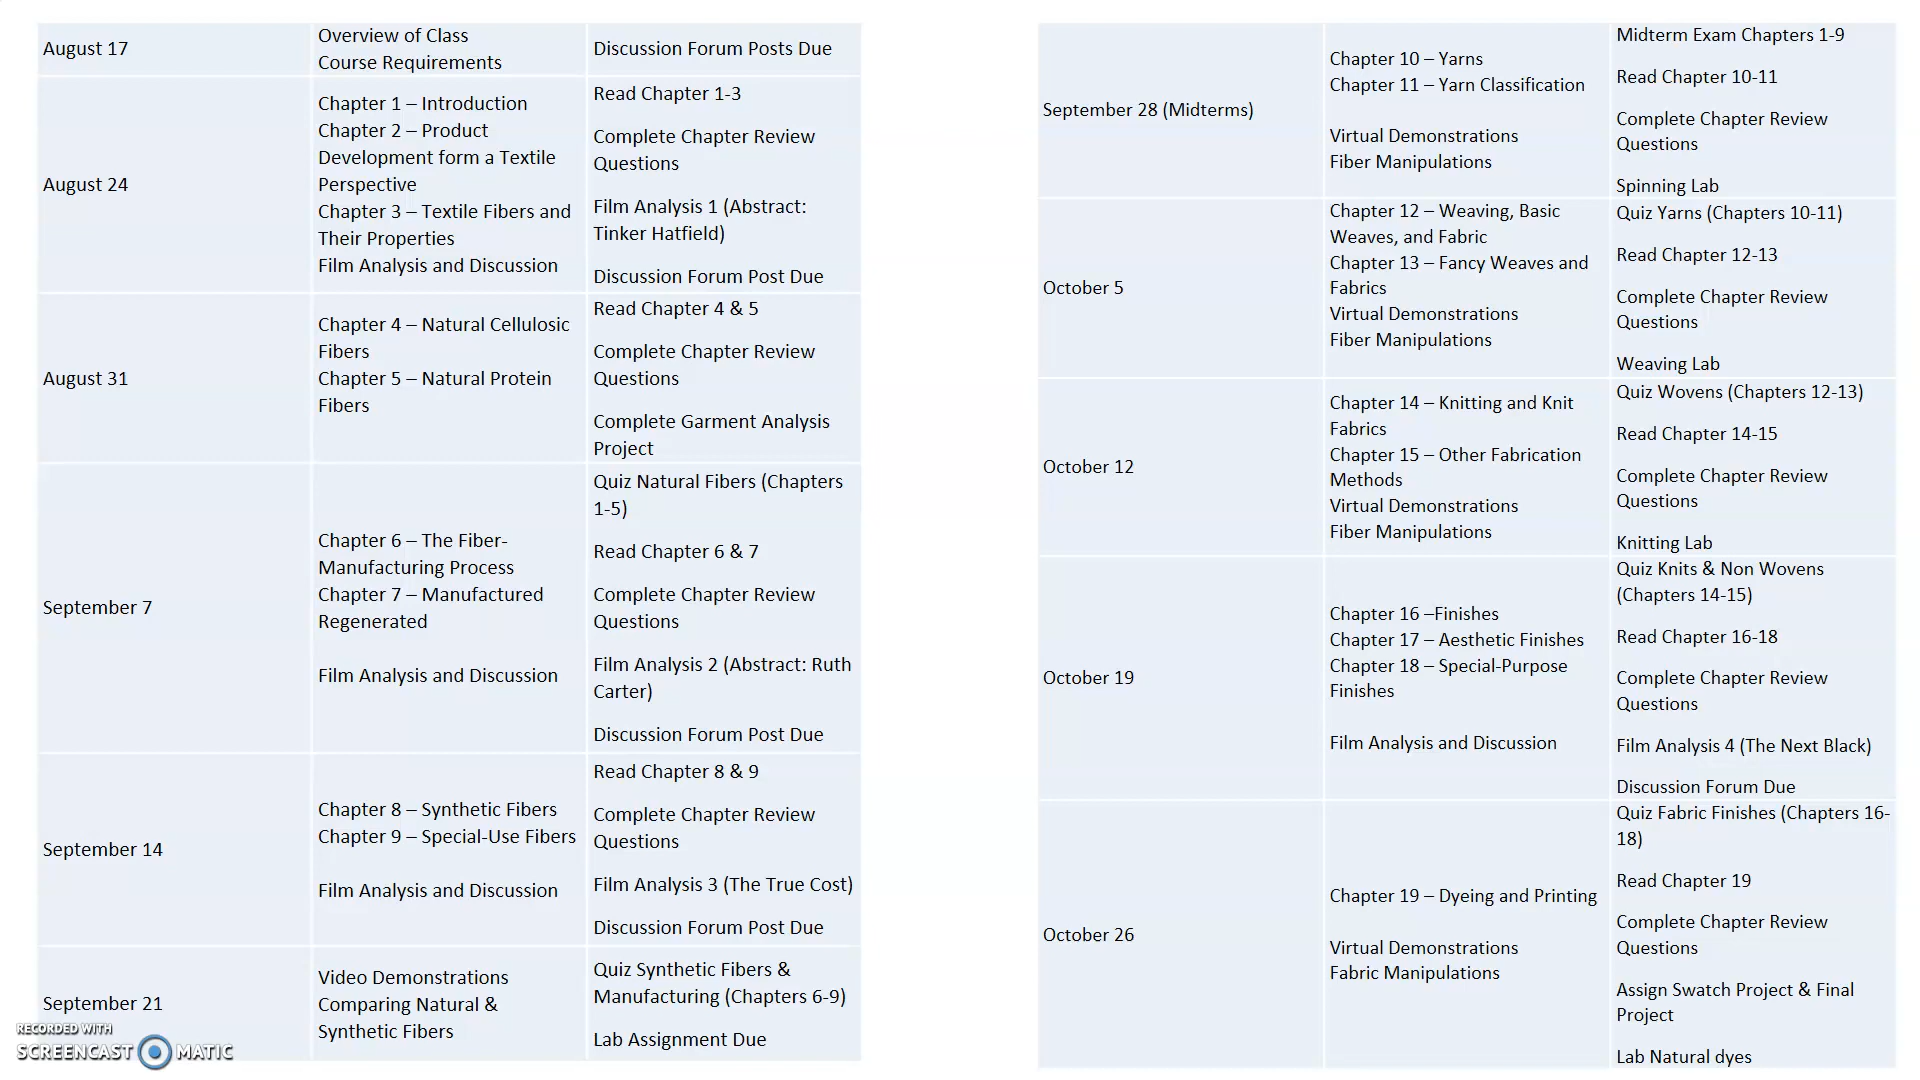 August 17
Overview of Class
Course Requirements
Discussion Forum Posts Due
August 24
Chapter 1 – Introduction
Chapter 2 – Product
Development form a Textile
Perspective
Chapter 3 – Textile Fibers and
Their Properties
Film Analysis and Discussion
Read Chapter 1-3
Complete Chapter Review
Questions
Film Analysis 1 (Abstract:
Tinker Hatfield)
Discussion Forum Post Due
August 31
Chapter 4 – Natural Cellulosic
Fibers
Chapter 5 – Natural Protein
Fibers
Read Chapter 4 & 5
Complete Chapter Review
Questions
Complete Garment Analysis
Project
September 7
Chapter 6 – The Fiber-
Manufacturing Process
Chapter 7 – Manufactured
Regenerated
Film Analysis and Discussion
Quiz Natural Fibers (Chapters
1-5)
Read Chapter 6 & 7
Complete Chapter Review
Questions
Film Analysis 2 (Abstract: Ruth
Carter)
Discussion Forum Post Due
September 14
Chapter 8 – Synthetic Fibers
Chapter 9 – Special-Use Fibers
Film Analysis and Discussion
Read Chapter 8 & 9
Complete Chapter Review
Questions
Film Analysis 3 (The True Cost)
Discussion Forum Post Due
September 21
Video Demonstrations
Comparing Natural &
Synthetic Fibers
Quiz Synthetic Fibers &
Manufacturing (Chapters 6-9)
Lab Assignment Due
September 28 (Midterms)
Chapter 10 – Yarns
Chapter 11 – Yarn Classification
Virtual Demonstrations
Fiber Manipulations
Midterm Exam Chapters 1-9
Read Chapter 10-11
Complete Chapter Review
Questions
Spinning Lab
October 5
Chapter 12 – Weaving, Basic
Weaves, and Fabric
Chapter 13 – Fancy Weaves and
Fabrics
Virtual Demonstrations
Fiber Manipulations
Quiz Yarns (Chapters 10-11)
Read Chapter 12-13
Complete Chapter Review
Questions
Weaving Lab
October 12
Chapter 14 – Knitting and Knit
Fabrics
Chapter 15 – Other Fabrication
Methods
Virtual Demonstrations
Fiber Manipulations
Quiz Wovens (Chapters 12-13)
Read Chapter 14-15
Complete Chapter Review
Questions
Knitting Lab
October 19
Chapter 16 –Finishes
Chapter 17 – Aesthetic Finishes
Chapter 18 – Special-Purpose
Finishes
Film Analysis and Discussion
Quiz Knits & Non Wovens
(Chapters 14-15)
Read Chapter 16-18
Complete Chapter Review
Questions
Film Analysis 4 (The Next Black)
Discussion Forum Due
October 26
Chapter 19 – Dyeing and Printing
Virtual Demonstrations
Fabric Manipulations
Quiz Fabric Finishes (Chapters 16-
18)
Read Chapter 19
Complete Chapter Review
Questions
Assign Swatch Project & Final
Project
Lab Natural dyes
RECORDED WITH
SCREENCAST MATIC